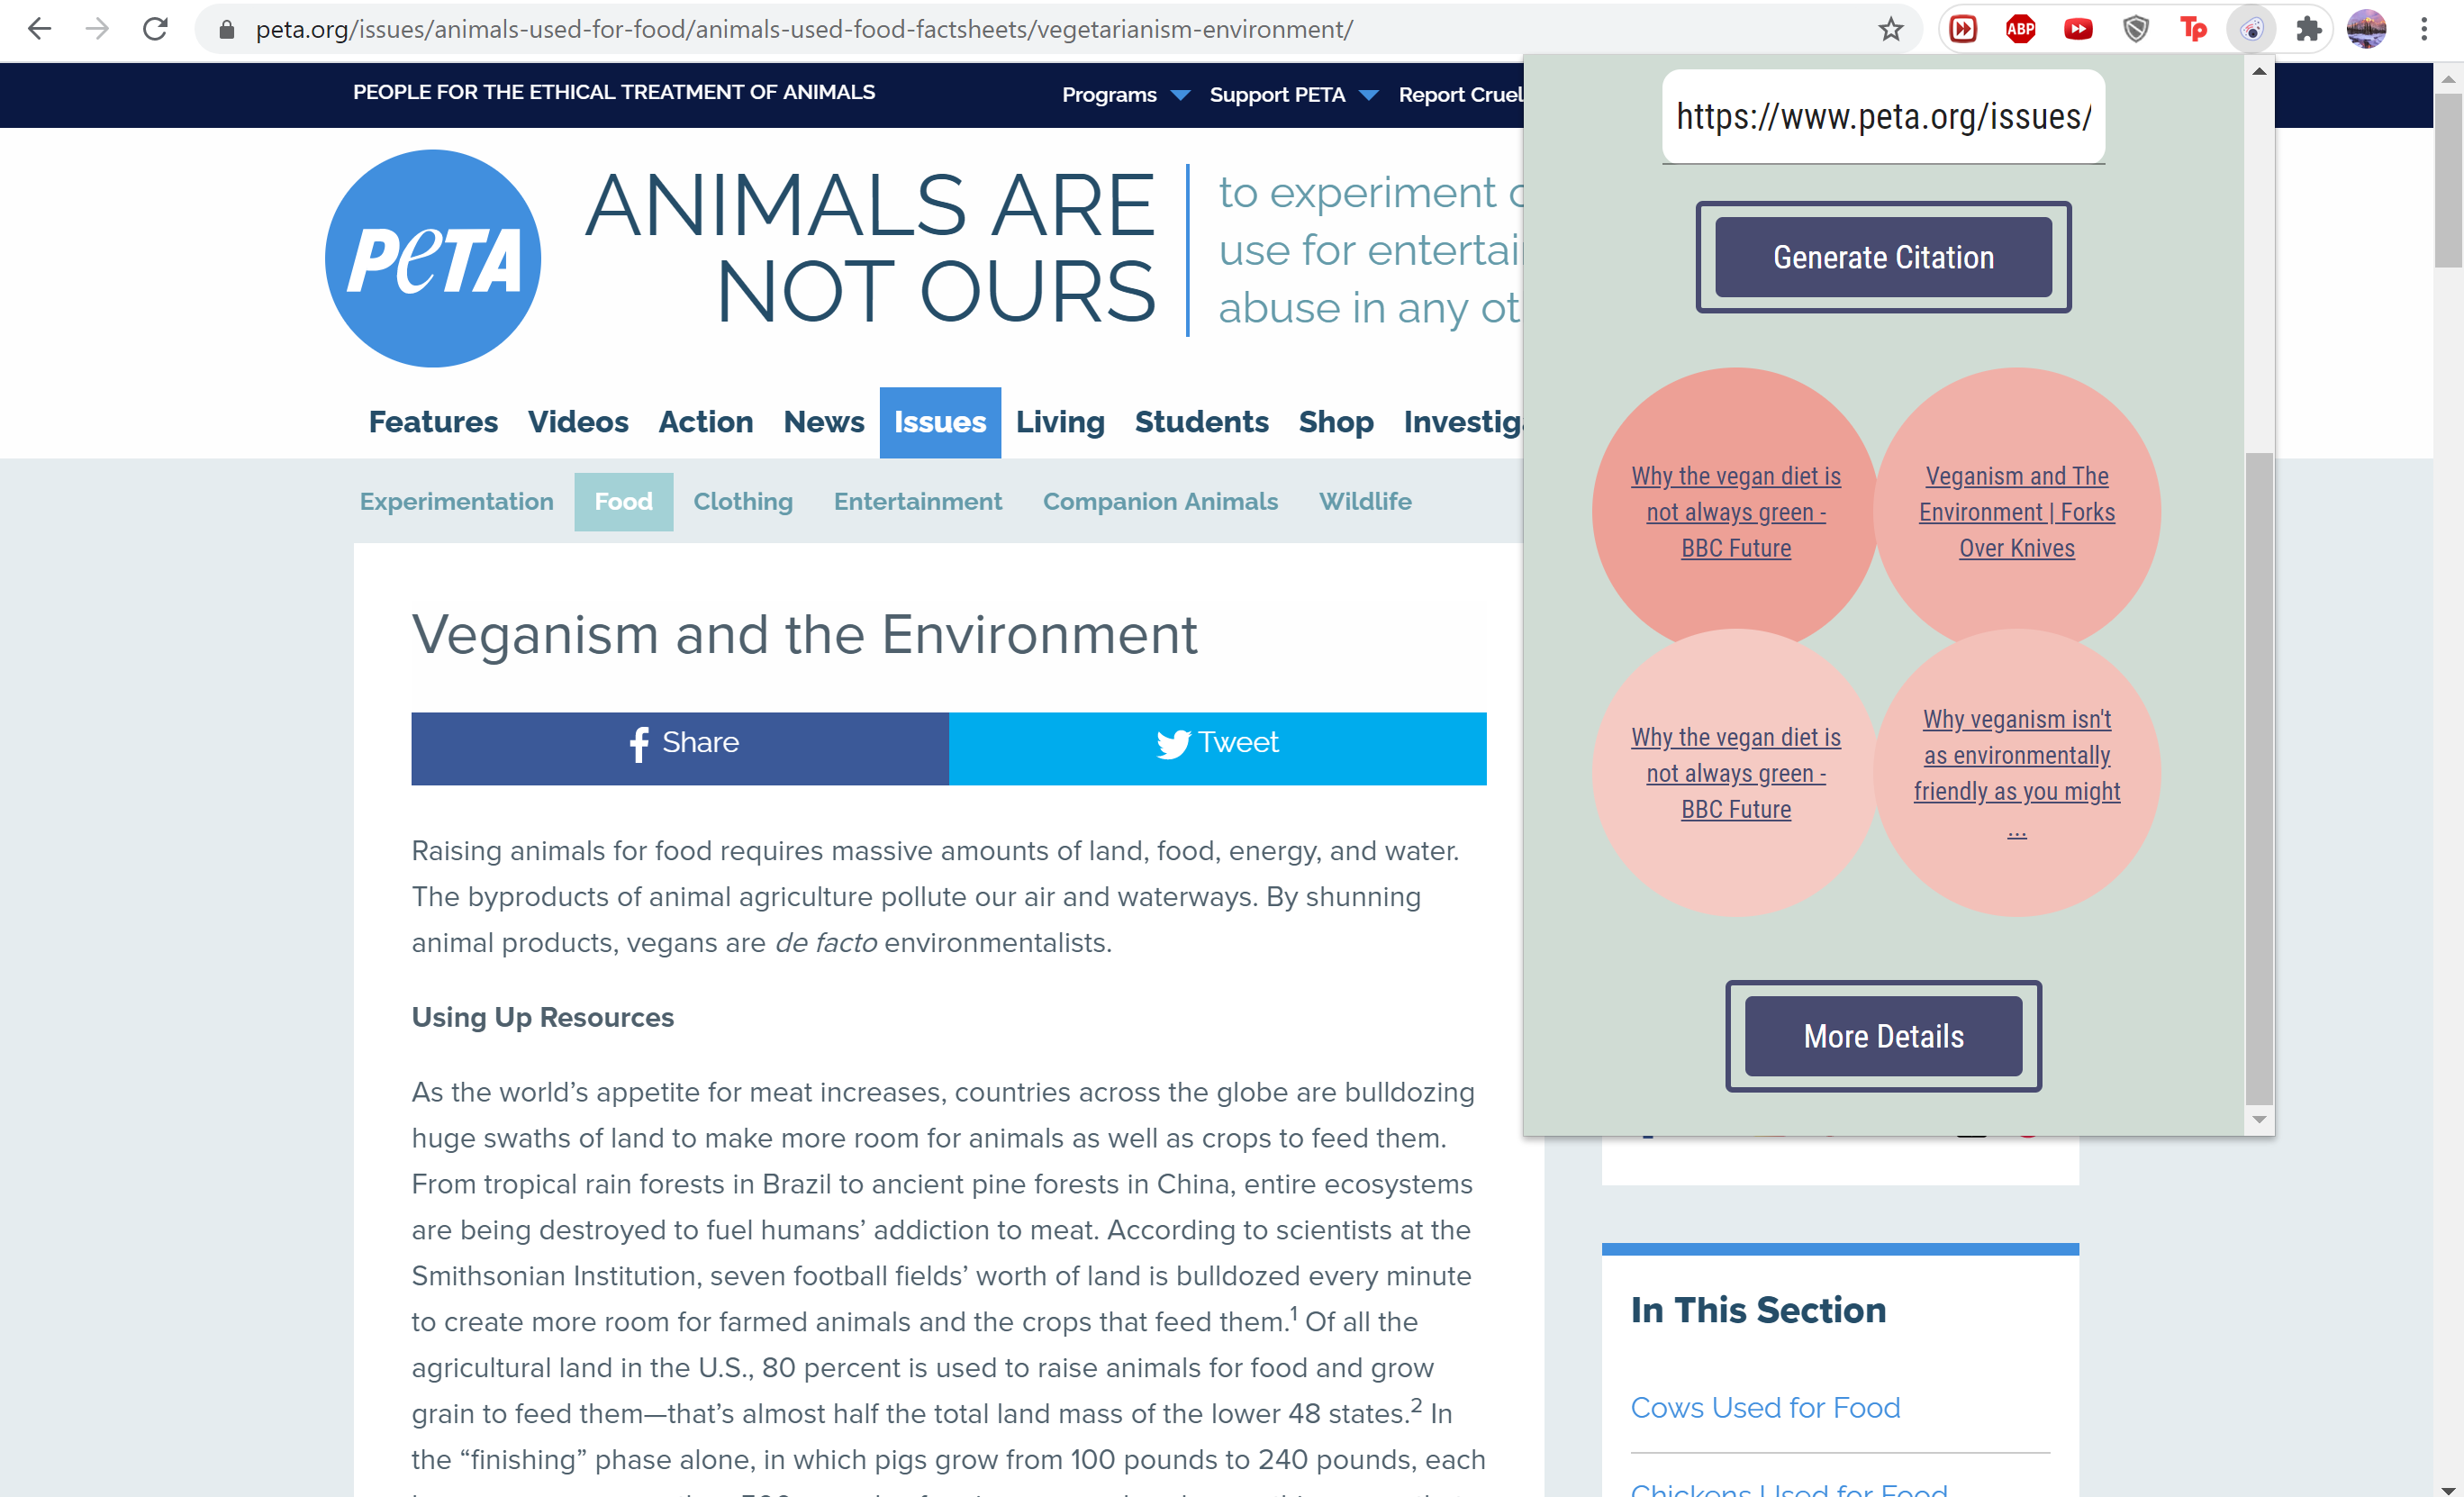 peta.org/issues/animals-used-for-food/animals-used-food-factsheets/vegetarianism-environment/
ABP
Tp
PEOPLE FOR THE ETHICAL TREATMENT OF ANIMALS
Programs
Support PETA
Report Cruel
PeTA
ANIMALS ARE
NOT OURS
to experiment o
use for entertai
abuse in any ot
Features
Videos
Action
News
Issues
Living
Students
Shop
Investiga
Experimentation
Food
Clothing
Entertainment
Companion Animals
Wildlife
Veganism and the Environment
Share
Tweet
Raising animals for food requires massive amounts of land, food, energy, and water.
The byproducts of animal agriculture pollute our air and waterways. By shunning
animal products, vegans are de facto environmentalists.
Using Up Resources
As the world’s appetite for meat increases, countries across the globe are bulldozing
huge swaths of land to make more room for animals as well as crops to feed them.
From tropical rain forests in Brazil to ancient pine forests in China, entire ecosystems
are being destroyed to fuel humans’ addiction to meat. According to scientists at the
Smithsonian Institution, seven football fields’ worth of land is bulldozed every minute
to create more room for farmed animals and the crops that feed them.1 Of all the
agricultural land in the U.S., 80 percent is used to raise animals for food and grow
grain to feed them—that’s almost half the total land mass of the lower 48 states.2 In
the “finishing” phase alone, in which pigs grow from 100 pounds to 240 pounds, each
https://www.peta.org/issues/
Generate Citation
Why the vegan diet is
not always green -
BBC Future
Veganism and The
Environment | Forks
Over Knives
Why the vegan diet is
not always green -
BBC Future
Why veganism isn't
as environmentally
friendly as you might
...
More Details
In This Section
Cows Used for Food
Chickens Used for Food